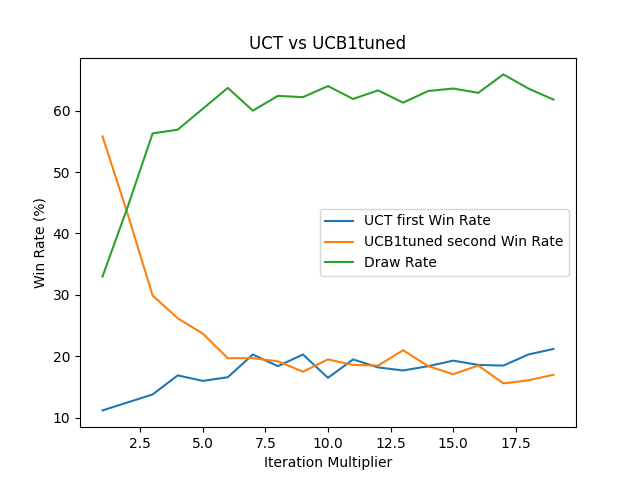 UCT vs UCB1tuned
Win Rate (%)
60
50
40
30
20
10
UCT first Win Rate
UCB1tuned second Win Rate
Draw Rate
2.5 5.0 7.5 10.0 12.5 15.0 17.5
Iteration Multiplier